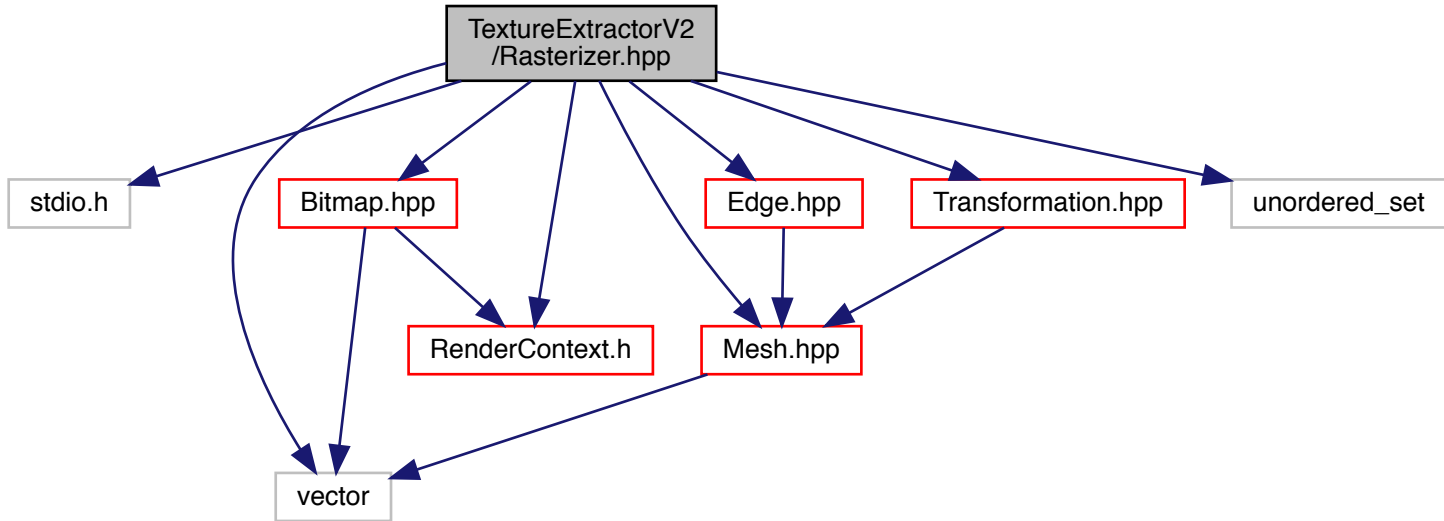 TextureExtractorV2
/Rasterizer.hpp
stdio.h
Bitmap.hpp
Edge.hpp
Transformation.hpp
unordered_set
RenderContext.h
Mesh.hpp
vector